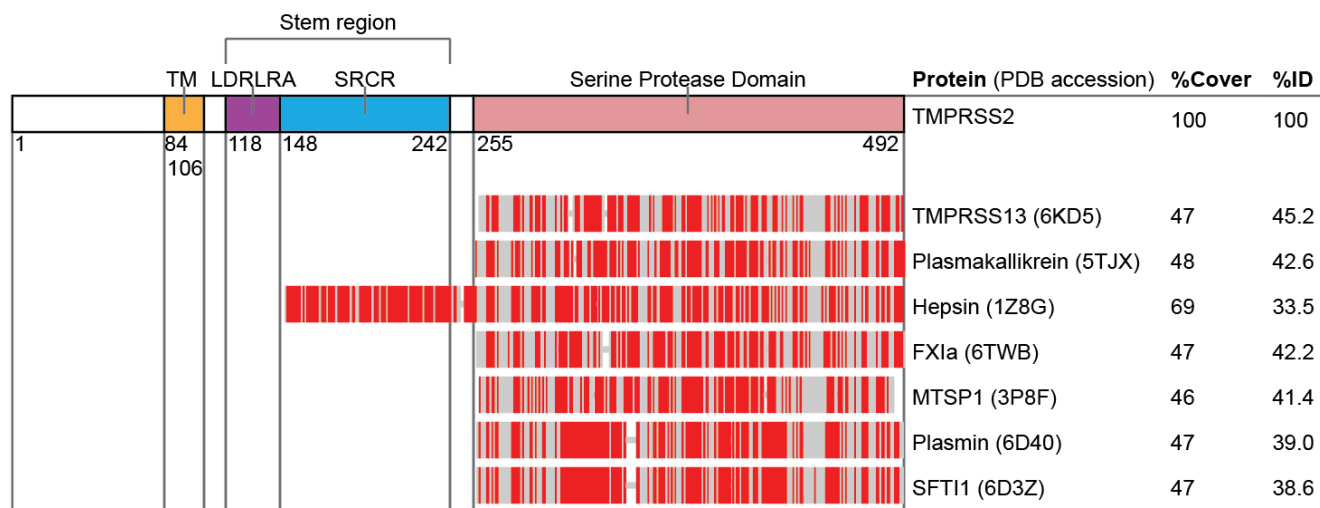 Stem region
TM LDRLRA SRCR Serine Protease Domain Protein (PDB accession) %Cover %ID
TMPRSS2 100 100
1 84 118 148 242 255 492
106
TMPRSS13 (6KD5) 47 45.2
Plasmakallikrein (5TJX) 48 42.6
Hepsin (1Z8G) 69 33.5
FXIa (6TWB) 47 42.2
MTSP1 (3P8F) 46 41.4
Plasmin (6D40) 47 39.0
SFTI1 (6D3Z) 47 38.6